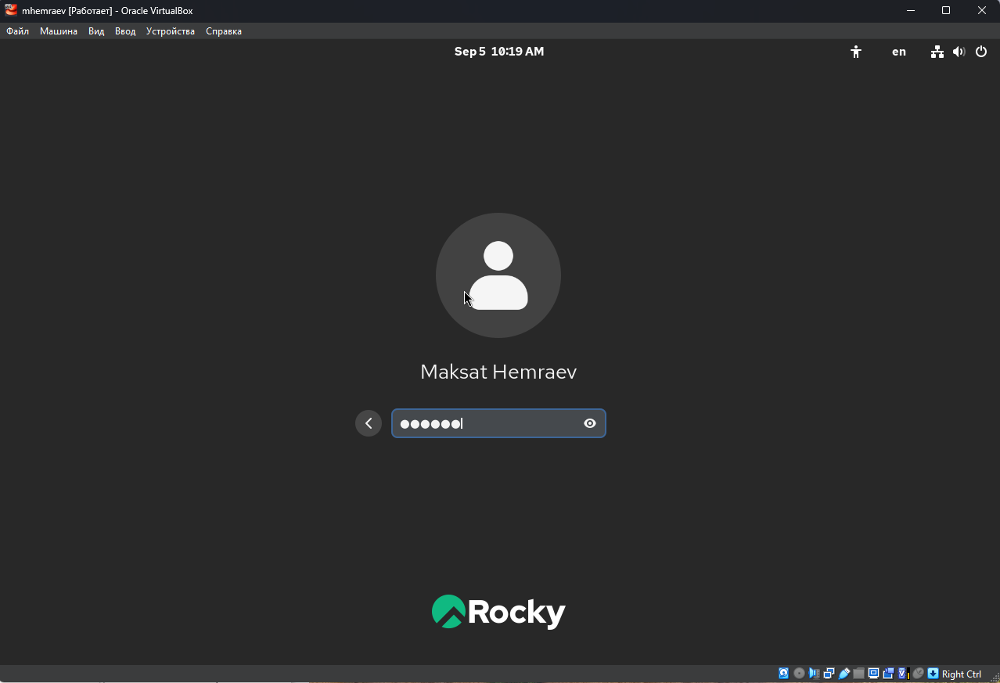 mhemraev [Работает] - Oracle VirtualBox
Файл Машина Вид Ввод Устройства Справка
Sep 5 10:19 AM en
Maksat Hemraev
Rocky
Right Ctrl